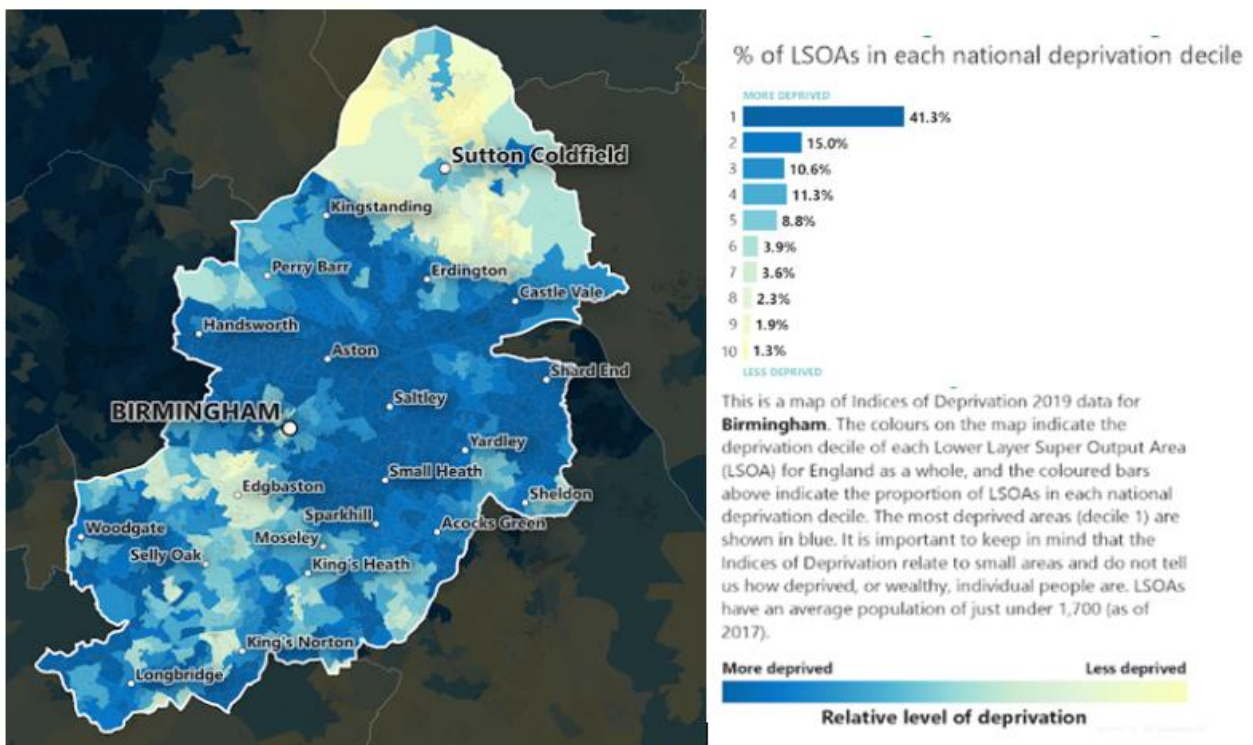 Sutton Coldfield
Kingstanding
Perry Barr
Erdington
Castle Vale
Handsworth
Aston
Shard End
Saltley
BIRMINGHAM
Yardley
Small Heath
Edgbaston
Sheldon
Sparkhill
Acocks Green
Woodgate
Moseley
Selly Oak
King's Heath
King's Norton
Longbridge
% of LSOAs in each national deprivation decile
MORE DEPRIVED
1 41.3%
2 15.0%
3 10.6%
4 11.3%
5 8.8%
6 3.9%
7 3.6%
8 2.3%
9 1.9%
10 1.3%
LESS DEPRIVED
This is a map of Indices of Deprivation 2019 data for
Birmingham. The colours on the map indicate the
deprivation decile of each Lower Layer Super Output Area
(LSOA) for England as a whole, and the coloured bars
above indicate the proportion of LSOAs in each national
deprivation decile. The most deprived areas (decile 1) are
shown in blue. It is important to keep in mind that the
Indices of Deprivation relate to small areas and do not tell
us how deprived, or wealthy, individual people are. LSOAs
have an average population of just under 1,700 (as of
2017).
More deprived Less deprived
Relative level of deprivation